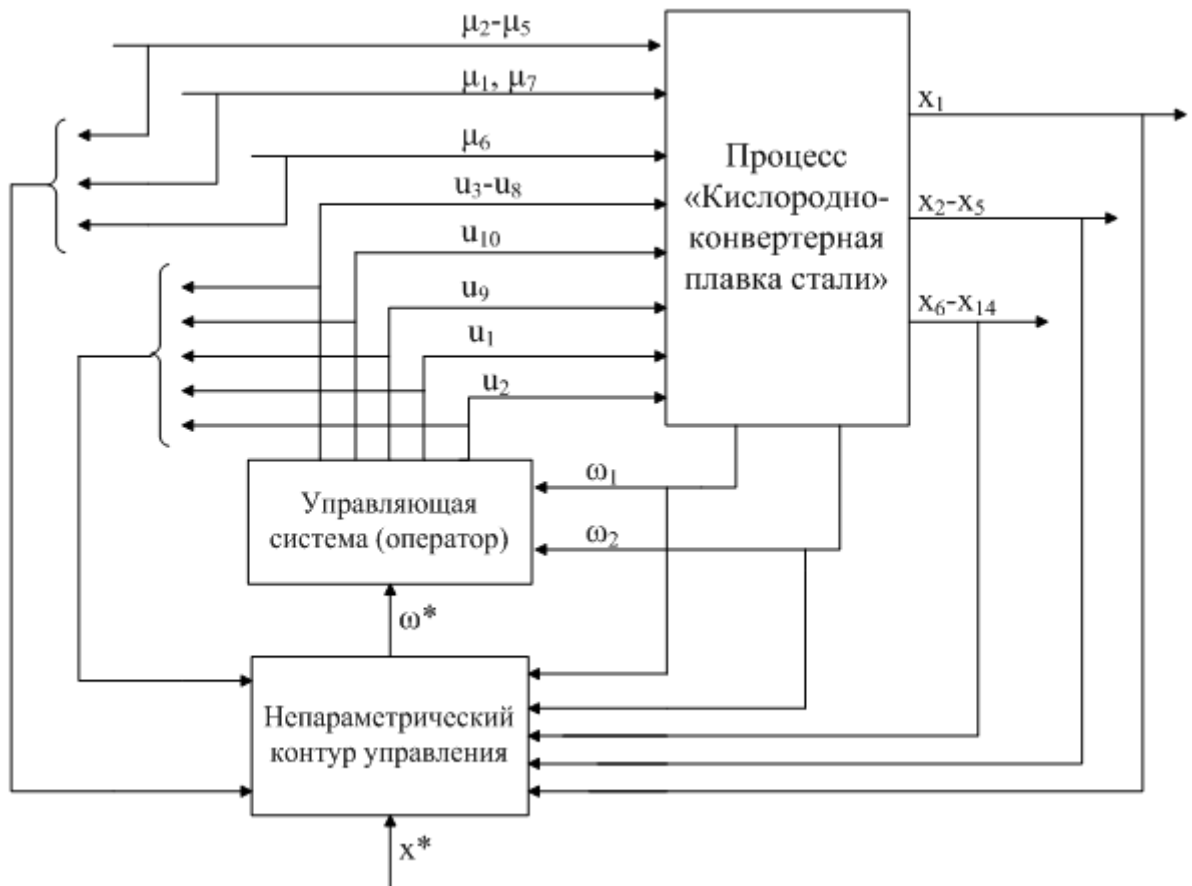 μ₂-μ₅
μ₁, μ₇
μ₆
u₃-u₈
u₁₀
u₉
u₁
u₂
Процесс
«Кислородно-
конвертерная
плавка стали»
x₁
x₂-x₅
x₆-x₁₄
ω₁
ω₂
Управляющая
система (оператор)
ω*
Непараметрический
контур управления
x*